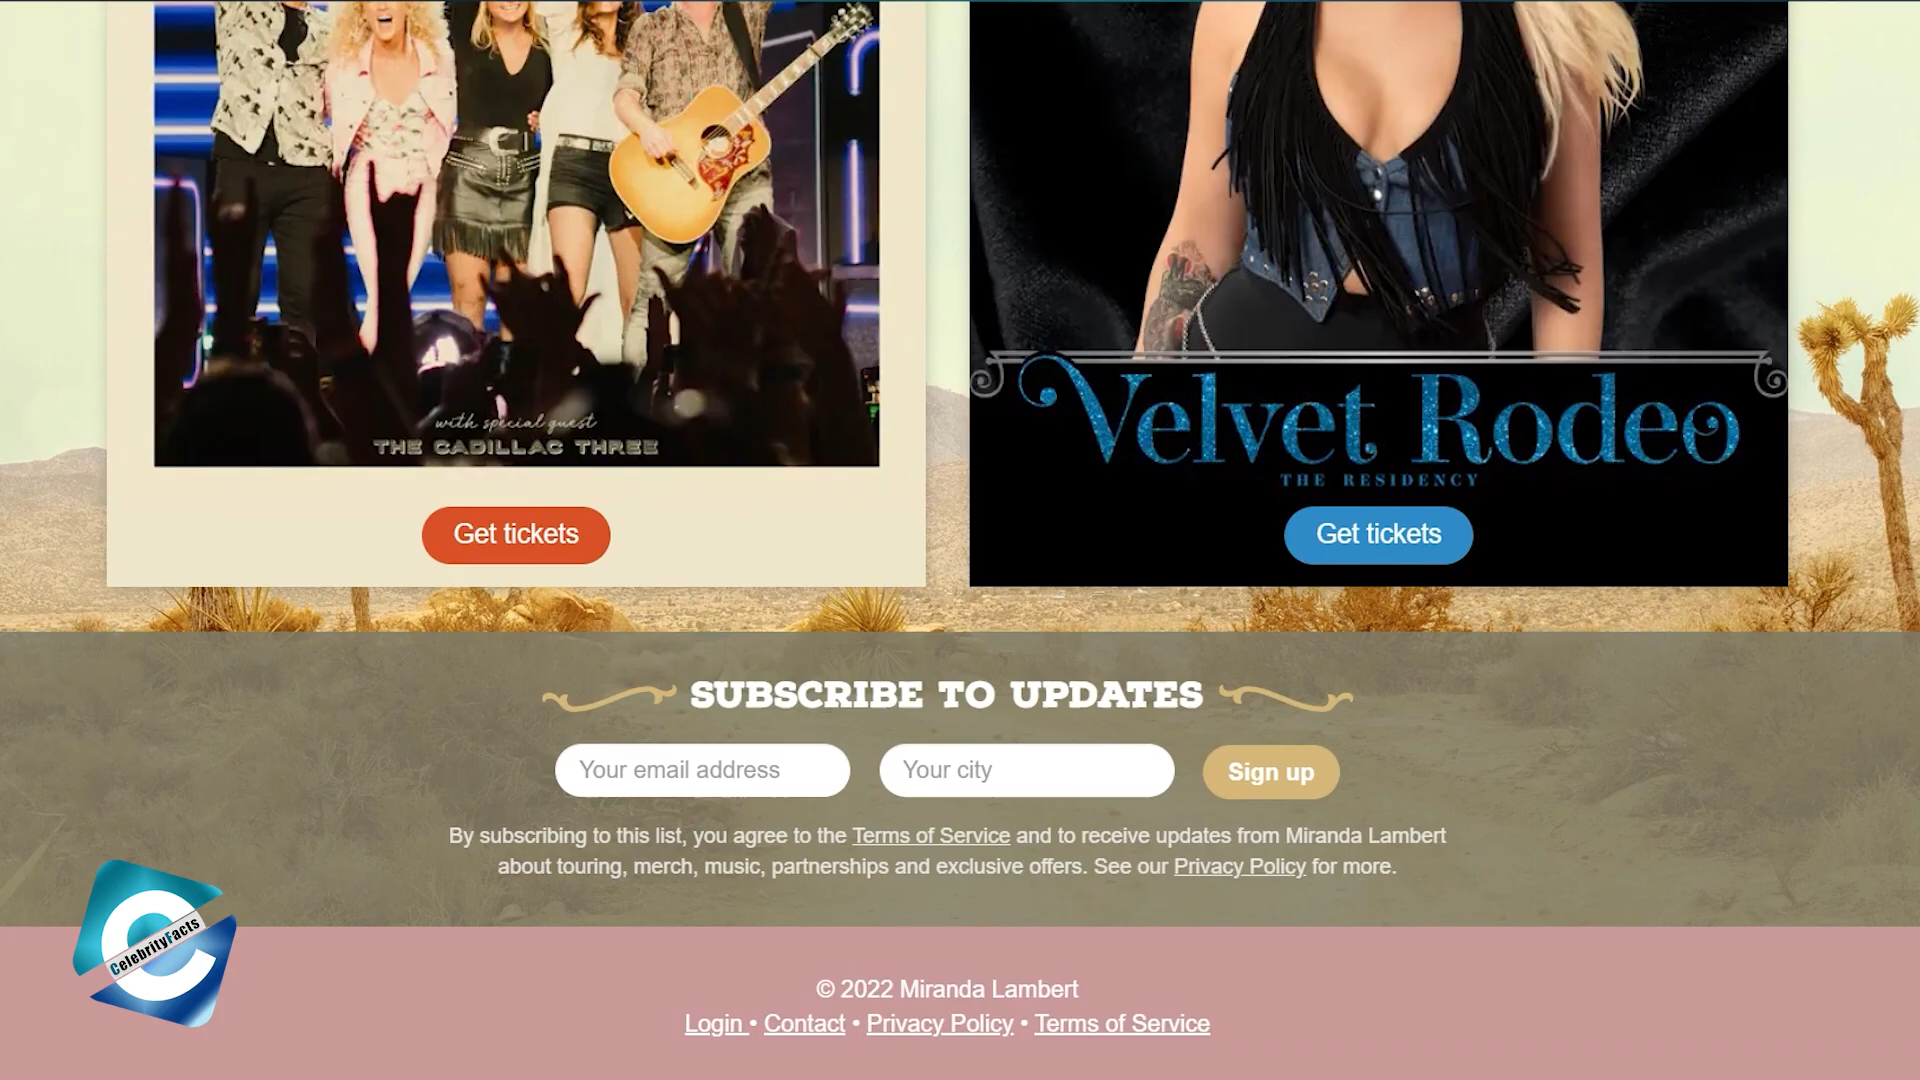 with special guest
THE CADILLAC THREE
Get tickets
Velvet Rodeo
THE RESIDENCY
Get tickets
SUBSCRIBE TO UPDATES
Your email address
Your city
Sign up
By subscribing to this list, you agree to the Terms of Service and to receive updates from Miranda Lambert
about touring, merch, music, partnerships and exclusive offers. See our Privacy Policy for more.
CelebrityFacts
© 2022 Miranda Lambert
Login • Contact • Privacy Policy • Terms of Service